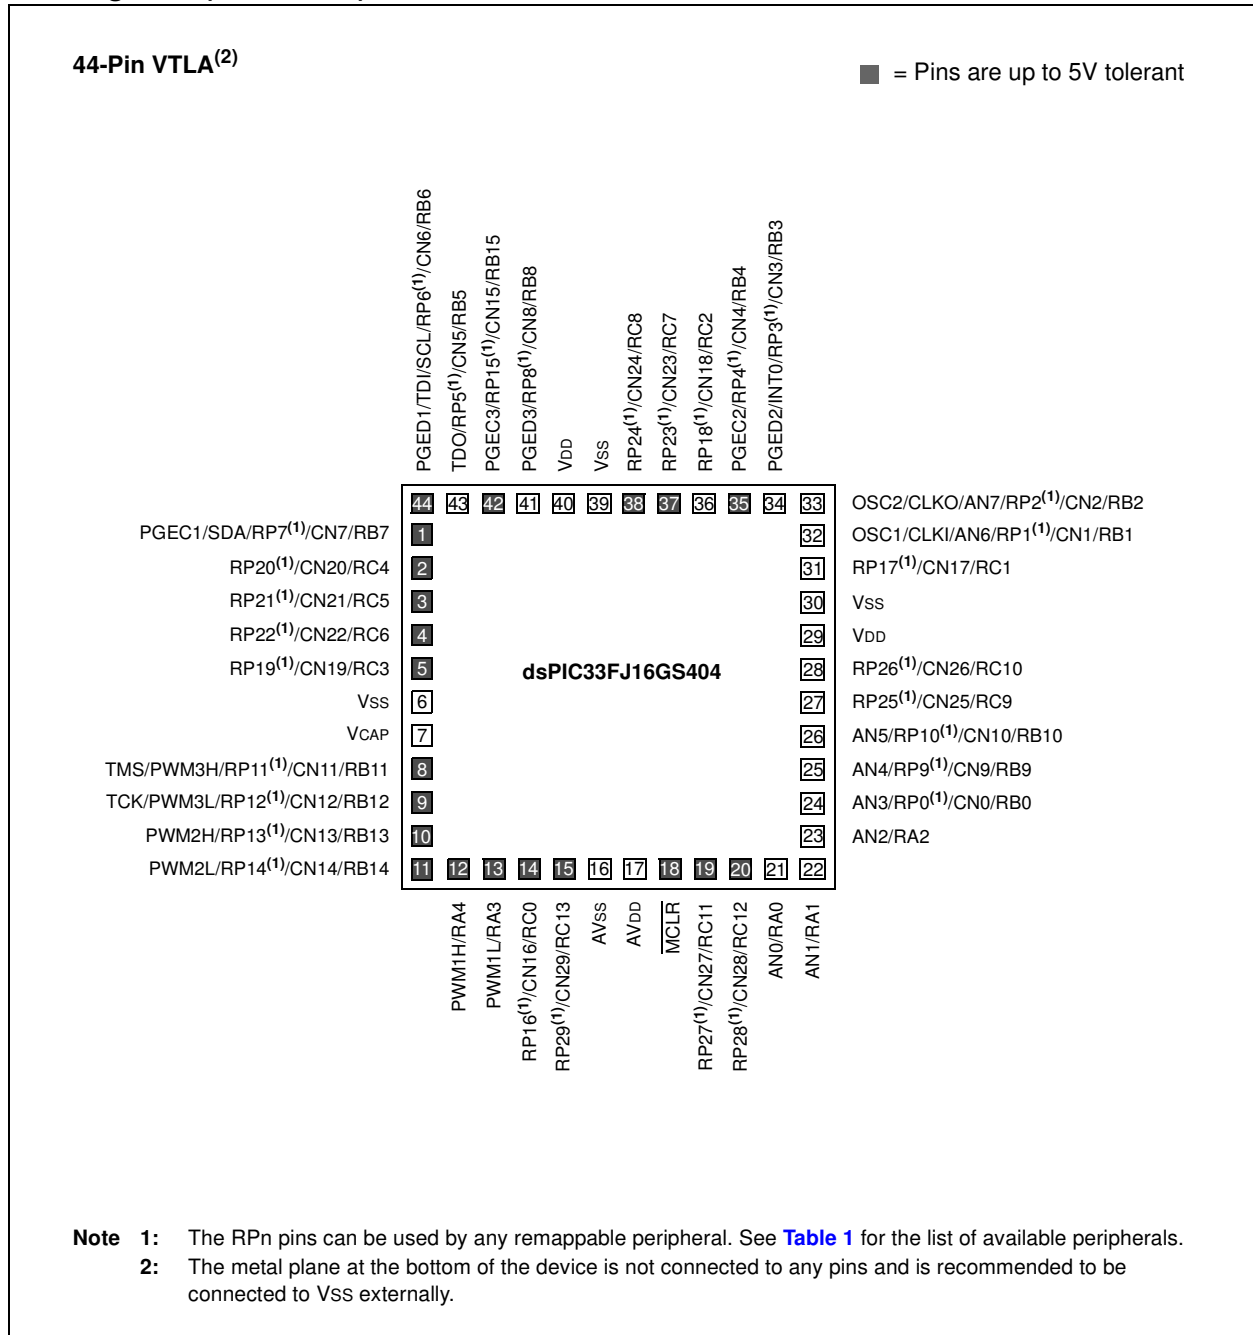 44-Pin VTLA(2)
= Pins are up to 5V tolerant
PGED1/TDI/SCL/RP6(1)/CN6/RB6
TDO/RP5(1)/CN5/RB5
PGEC3/RP15(1)/CN15/RB15
PGED3/RP8(1)/CN8/RB8
VDD
VSS
RP24(1)/CN24/RC8
RP23(1)/CN23/RC7
RP18(1)/CN18/RC2
PGEC2/RP4(1)/CN4/RB4
PGED2/INT0/RP3(1)/CN3/RB3
44 43 42 41 40 39 38 37 36 35 34 33 OSC2/CLKO/AN7/RP2(1)/CN2/RB2
PGEC1/SDA/RP7(1)/CN7/RB7 1 32 OSC1/CLKI/AN6/RP1(1)/CN1/RB1
RP20(1)/CN20/RC4 2 31 RP17(1)/CN17/RC1
RP21(1)/CN21/RC5 3 30 VSS
RP22(1)/CN22/RC6 4 29 VDD
RP19(1)/CN19/RC3 5 dsPIC33FJ16GS404 28 RP26(1)/CN26/RC10
VSS 6 27 RP25(1)/CN25/RC9
VCAP 7 26 AN5/RP10(1)/CN10/RB10
TMS/PWM3H/RP11(1)/CN11/RB11 8 25 AN4/RP9(1)/CN9/RB9
TCK/PWM3L/RP12(1)/CN12/RB12 9 24 AN3/RP0(1)/CN0/RB0
PWM2H/RP13(1)/CN13/RB13 10 23 AN2/RA2
PWM2L/RP14(1)/CN14/RB14 11 12 13 14 15 16 17 18 19 20 21 22
PWM1H/RA4
PWM1L/RA3
RP16(1)/CN16/RC0
RP29(1)/CN29/RC13
AVSS
AVDD
MCLR
RP27(1)/CN27/RC11
RP28(1)/CN28/RC12
AN0/RA0
AN1/RA1
Note 1: The RPn pins can be used by any remappable peripheral. See Table 1 for the list of available peripherals.
2: The metal plane at the bottom of the device is not connected to any pins and is recommended to be
connected to VSS externally.